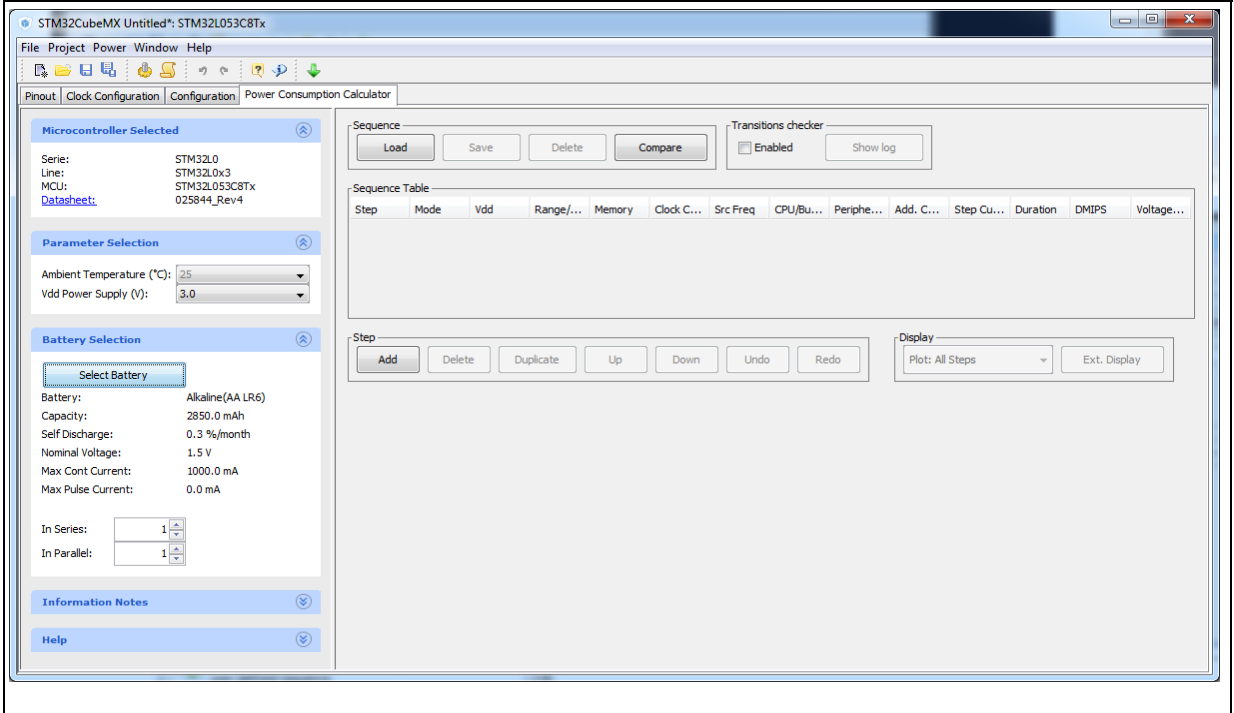 STM32CubeMX Untitled*: STM32L053C8Tx
File Project Power Window Help
Pinout Clock Configuration Configuration Power Consumption Calculator
Microcontroller Selected
Serie: STM32L0
Line: STM32L0x3
MCU: STM32L053C8Tx
Datasheet: 025844_Rev4
Parameter Selection
Ambient Temperature (°C): 25
Vdd Power Supply (V): 3.0
Battery Selection
Select Battery
Battery: Alkaline(AA LR6)
Capacity: 2850.0 mAh
Self Discharge: 0.3 %/month
Nominal Voltage: 1.5 V
Max Cont Current: 1000.0 mA
Max Pulse Current: 0.0 mA
In Series: 1
In Parallel: 1
Information Notes
Help
Sequence
Load Save Delete Compare
Transitions checker
Enabled Show log
Sequence Table
Step Mode Vdd Range/... Memory Clock C... Src Freq CPU/Bu... Periphe... Add. C... Step Cu... Duration DMIPS Voltage...
Step
Add Delete Duplicate Up Down Undo Redo
Display
Plot: All Steps Ext. Display